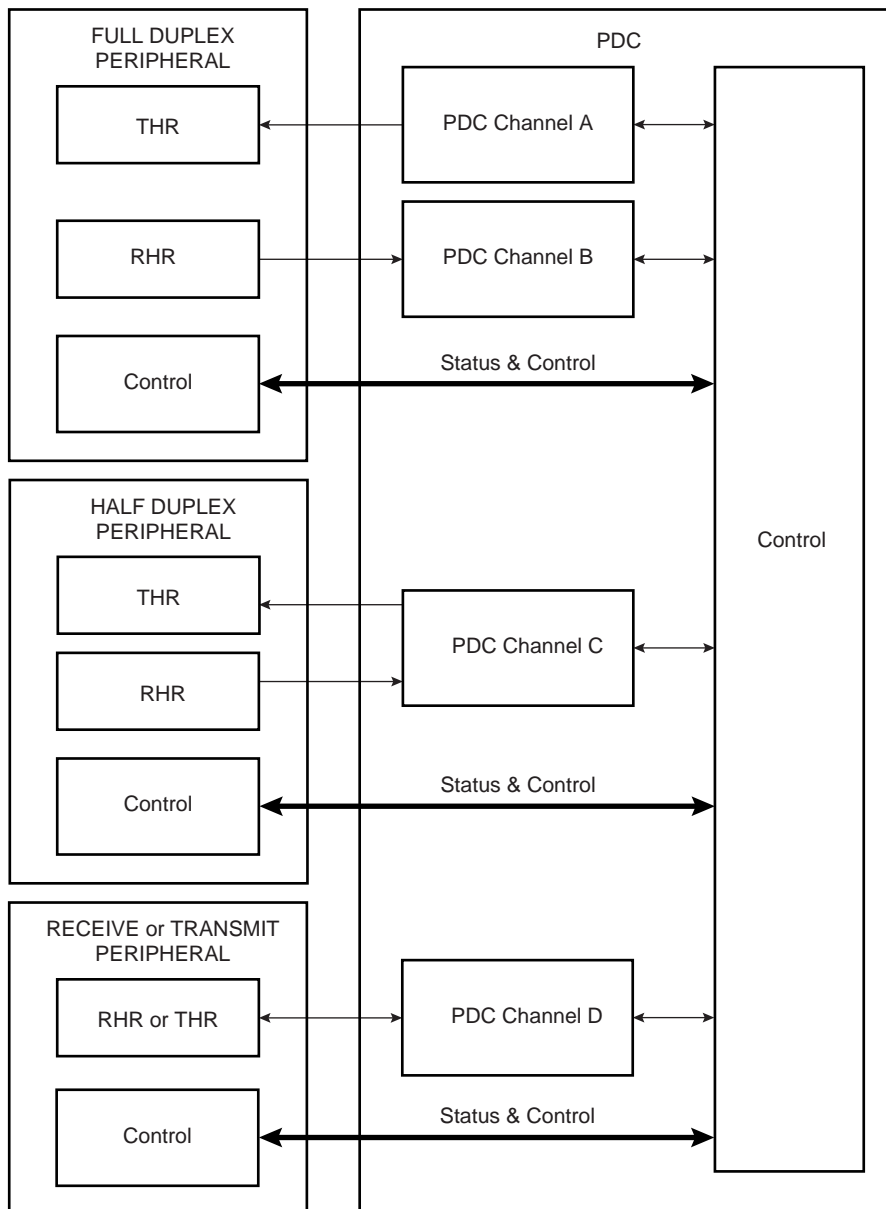 FULL DUPLEX
PERIPHERAL
PDC
THR
PDC Channel A
RHR
PDC Channel B
Control
Status & Control
HALF DUPLEX
PERIPHERAL
Control
THR
PDC Channel C
RHR
Control
Status & Control
RECEIVE or TRANSMIT
PERIPHERAL
RHR or THR
PDC Channel D
Control
Status & Control